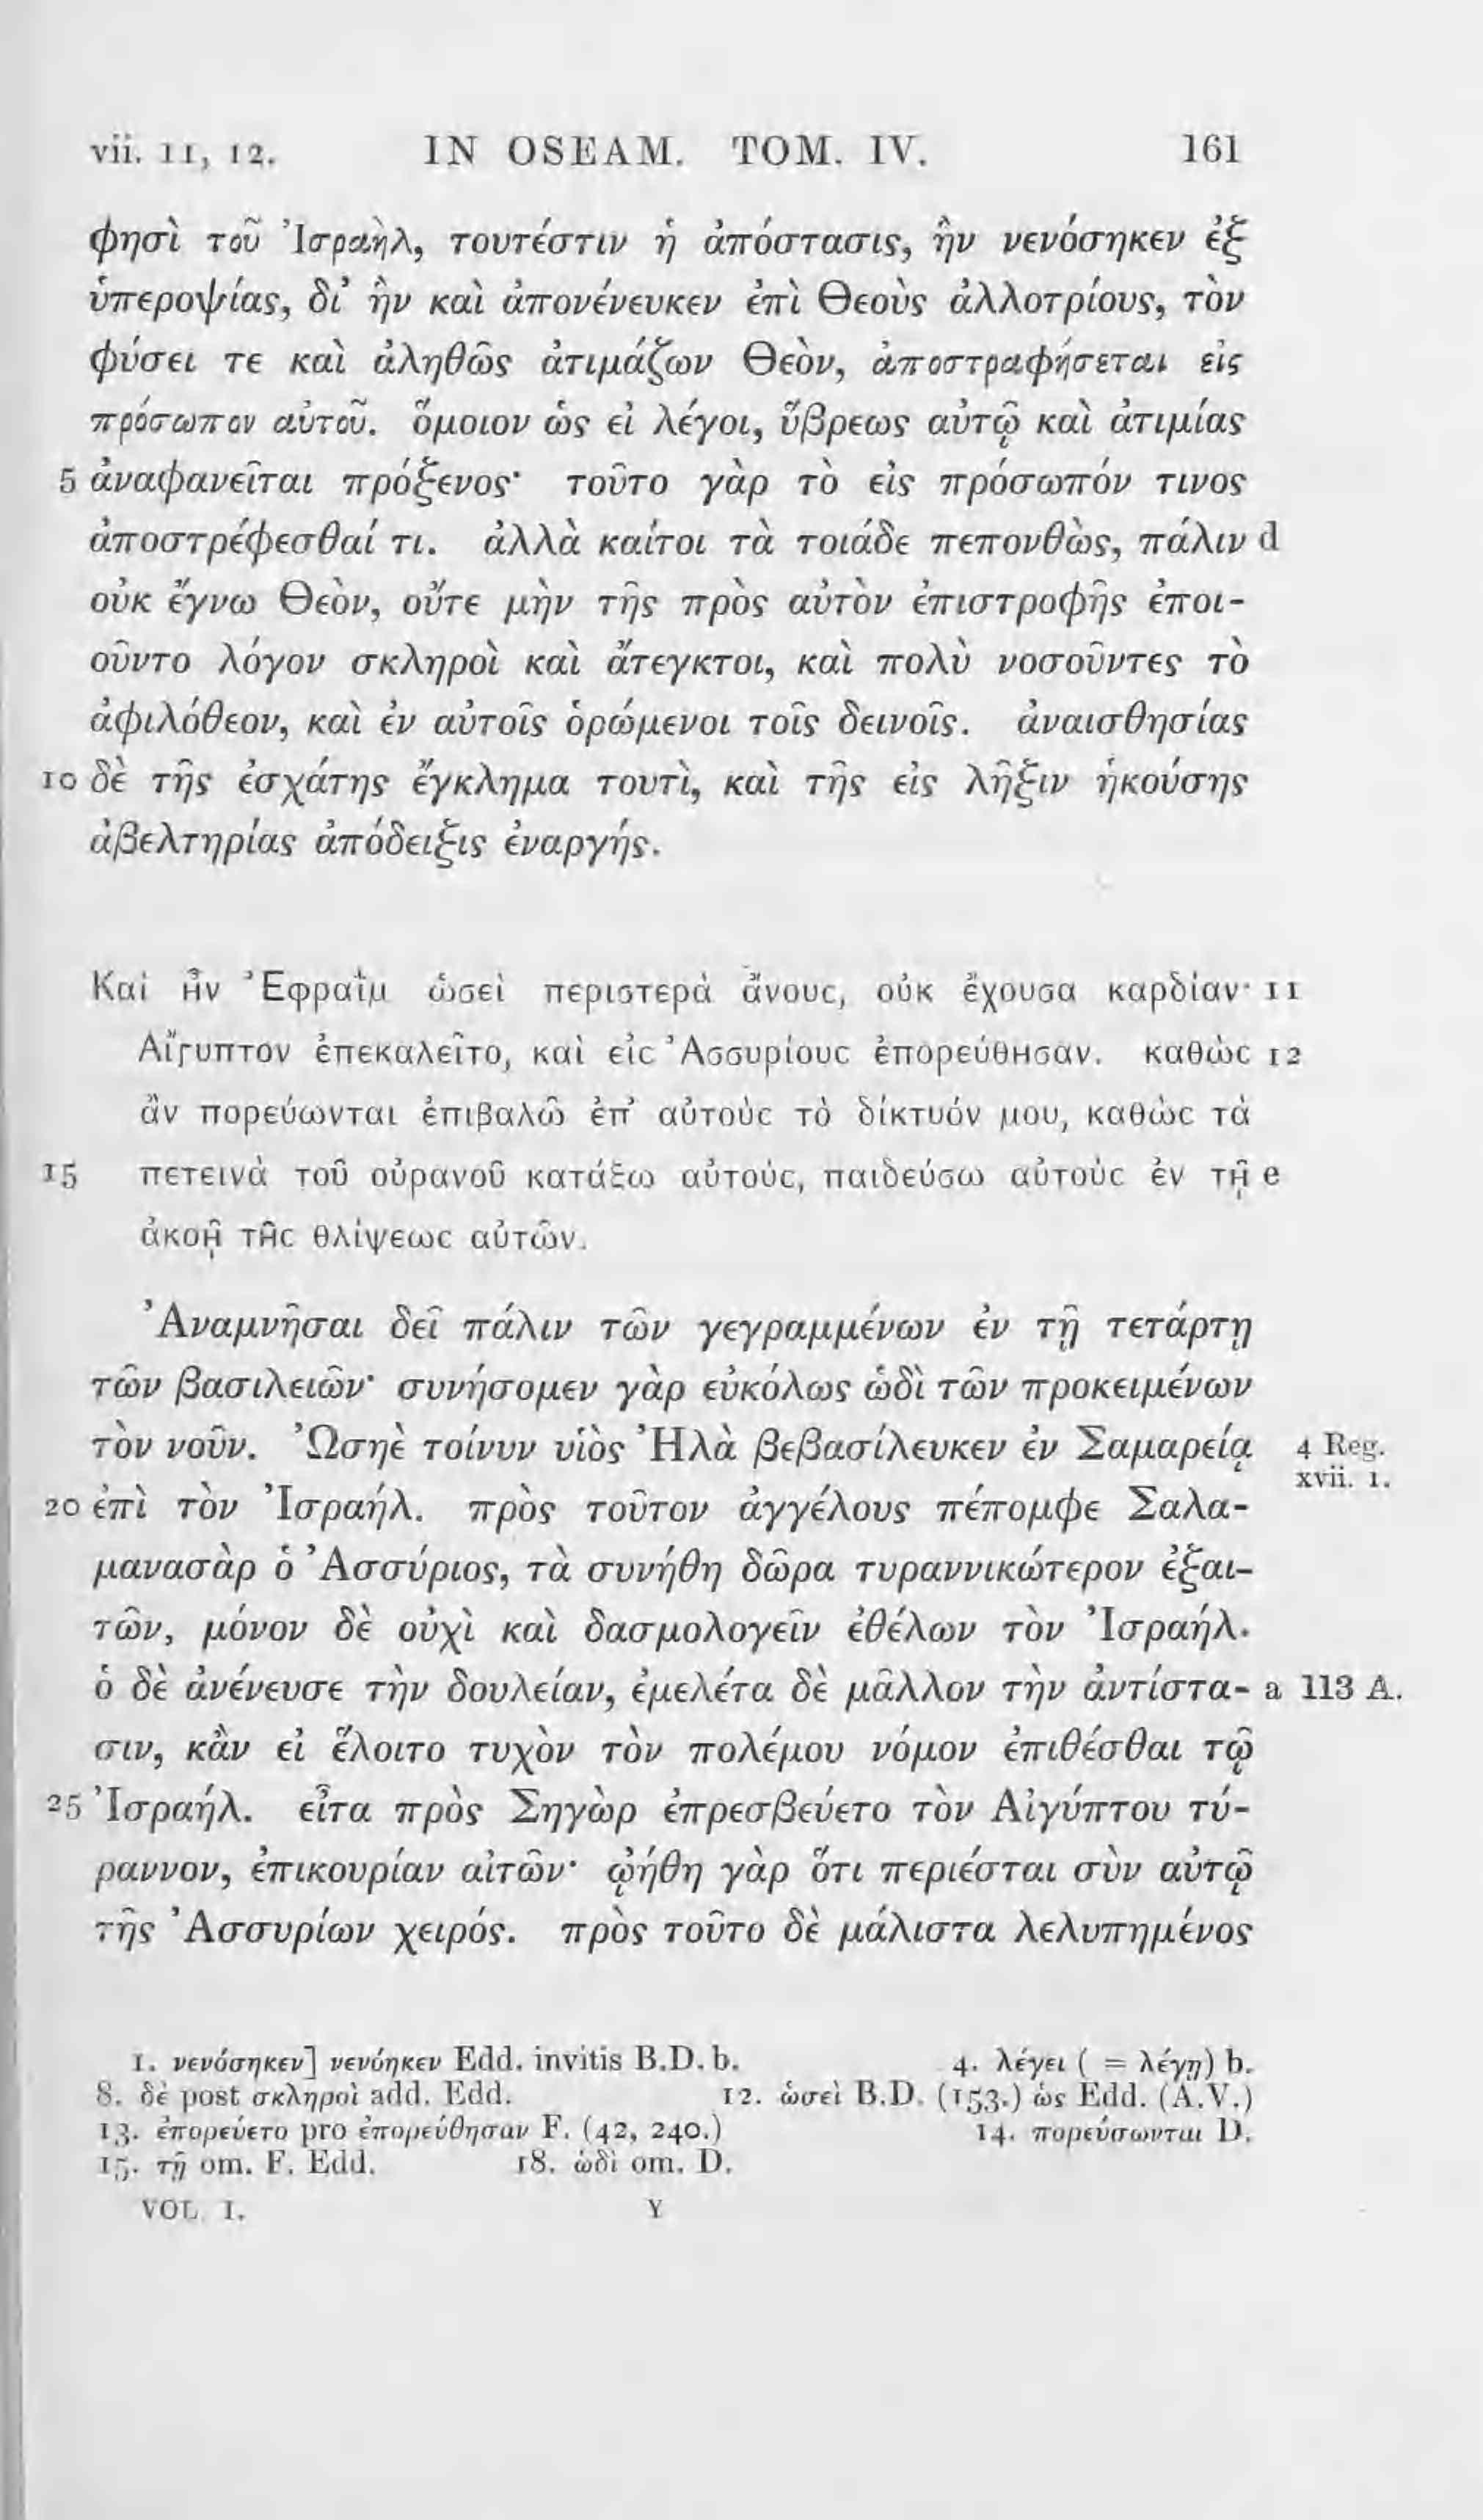 vii. 11, 12. IN OSEAM. TOM. IV. 161
φησὶ τοῦ Ἰσραὴλ, τουτέστιν ἡ ἀπόστασις, ἣν νενόσηκεν ἐξ
ὑπεροψίας, δι’ ἣν καὶ ἀπονένευκεν ἐπὶ Θεοὺς ἀλλοτρίους, τὸν
φύσει τε καὶ ἀληθῶς ἀτιμάζων Θεὸν, ἀποστραφήσεται εἰς
πρόσωπον αὐτοῦ. ὅμοιον ὡς εἰ λέγοι, ὕβρεως αὐτῷ καὶ ἀτιμίας
5 ἀναφανεῖται πρόξενος· τοῦτο γὰρ τὸ εἰς πρόσωπόν τινος
ἀποστρέφεσθαί τι. ἀλλὰ καίτοι τὰ τοιάδε πεπονθὼς, πάλιν d
οὐκ ἔγνω Θεὸν, οὔτε μὴν τῆς πρὸς αὐτὸν ἐπιστροφῆς ἐποι-
οῦντο λόγον σκληροὶ καὶ ἄτεγκτοι, καὶ πολὺ νοσοῦντες τὸ
ἀφιλόθεον, καὶ ἐν αὐτοῖς ὁρώμενοι τοῖς δεινοῖς. ἀναισθησίας
10 δὲ τῆς ἐσχάτης ἔγκλημα τουτὶ, καὶ τῆς εἰς λῆξιν ἡκούσης
ἀβελτηρίας ἀπόδειξις ἐναργής.
Καὶ ἦν Ἐφραῒμ ὡσεὶ περιστερὰ ἄνους, οὐκ ἔχουσα καρδίαν· 11
Αἴγυπτον ἐπεκαλεῖτο, καὶ εἰς Ἀσσυρίους ἐπορεύθησαν. καθὼς 12
ἂν πορεύωνται ἐπιβαλῶ ἐπ’ αὐτοὺς τὸ δίκτυόν μου, καθὼς τὰ
15 πετεινὰ τοῦ οὐρανοῦ κατάξω αὐτοὺς, παιδεύσω αὐτοὺς ἐν τῇ e
ἀκοῇ τῆς θλίψεως αὐτῶν.
Ἀναμνῆσαι δεῖ πάλιν τῶν γεγραμμένων ἐν τῇ τετάρτῃ
τῶν βασιλειῶν· συνήσομεν γὰρ εὐκόλως ὡδὶ τῶν προκειμένων
τὸν νοῦν. Ὠσηὲ τοίνυν υἱὸς Ἠλὰ βεβασίλευκεν ἐν Σαμαρείᾳ 4 Reg.
xvii. 1.
20 ἐπὶ τὸν Ἰσραήλ. πρὸς τοῦτον ἀγγέλους πέπομφε Σαλα-
μανασὰρ ὁ Ἀσσύριος, τὰ συνήθη δῶρα τυραννικώτερον ἐξαι-
τῶν, μόνον δὲ οὐχὶ καὶ δασμολογεῖν ἐθέλων τὸν Ἰσραήλ.
ὁ δὲ ἀνένευσε τὴν δουλείαν, ἐμελέτα δὲ μᾶλλον τὴν ἀντίστα- a 113 A.
σιν, κἂν εἰ ἕλοιτο τυχὸν τὸν πολέμου νόμον ἐπιθέσθαι τῷ
25 Ἰσραήλ. εἶτα πρὸς Σηγὼρ ἐπρεσβεύετο τὸν Αἰγύπτου τύ-
ραννον, ἐπικουρίαν αἰτῶν· ᾠήθη γὰρ ὅτι περιέσται σὺν αὐτῷ
τῆς Ἀσσυρίων χειρός. πρὸς τοῦτο δὲ μάλιστα λελυπημένος
1. νενόσηκεν] νενόηκεν Edd. invitis B.D.b. 4. λέγει ( = λέγῃ) b.
8. δὲ post σκληροὶ add. Edd. 12. ὡσεὶ B.D. (153.) ὡς Edd. (A.V.)
13. ἐπορεύετο pro ἐπορεύθησαν F. (42, 240.) 14. πορεύσωνται D.
15. τῇ om. F. Edd. 18. ὡδὶ om. D.
VOL. I. Y